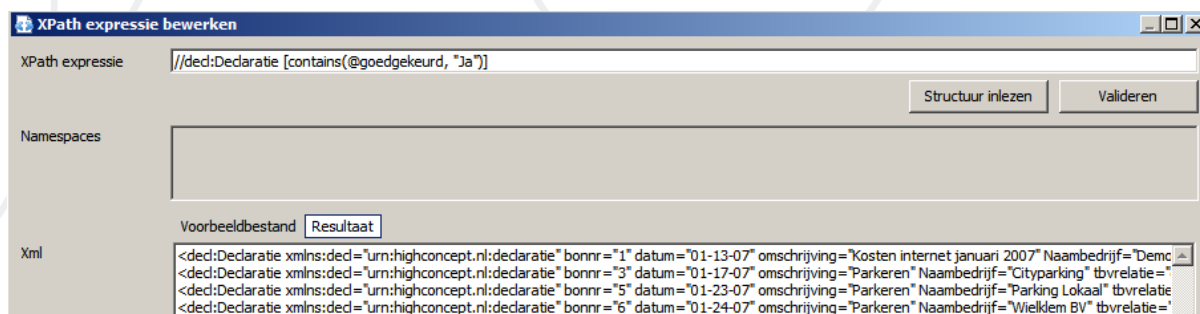 XPath expressie bewerken
XPath expressie //decl:Declaratie [contains(@goedgekeurd, "Ja")]
Structuur inlezen Valideren
Namespaces
Voorbeeldbestand Resultaat
Xml
<decl:Declaratie xmlns:decl="urn:highconcept.nl:declaratie" bonnr="1" datum="01-13-07" omschrijving="Kosten internet januari 2007" Naambedrijf="Demo
<decl:Declaratie xmlns:decl="urn:highconcept.nl:declaratie" bonnr="3" datum="01-17-07" omschrijving="Parkeren" Naambedrijf="Cityparking" tbvrelatie="
<decl:Declaratie xmlns:decl="urn:highconcept.nl:declaratie" bonnr="5" datum="01-23-07" omschrijving="Parkeren" Naambedrijf="Parking Lokaal" tbvrelatie
<decl:Declaratie xmlns:decl="urn:highconcept.nl:declaratie" bonnr="6" datum="01-24-07" omschrijving="Parkeren" Naambedrijf="Wielklem BV" tbvrelatie="